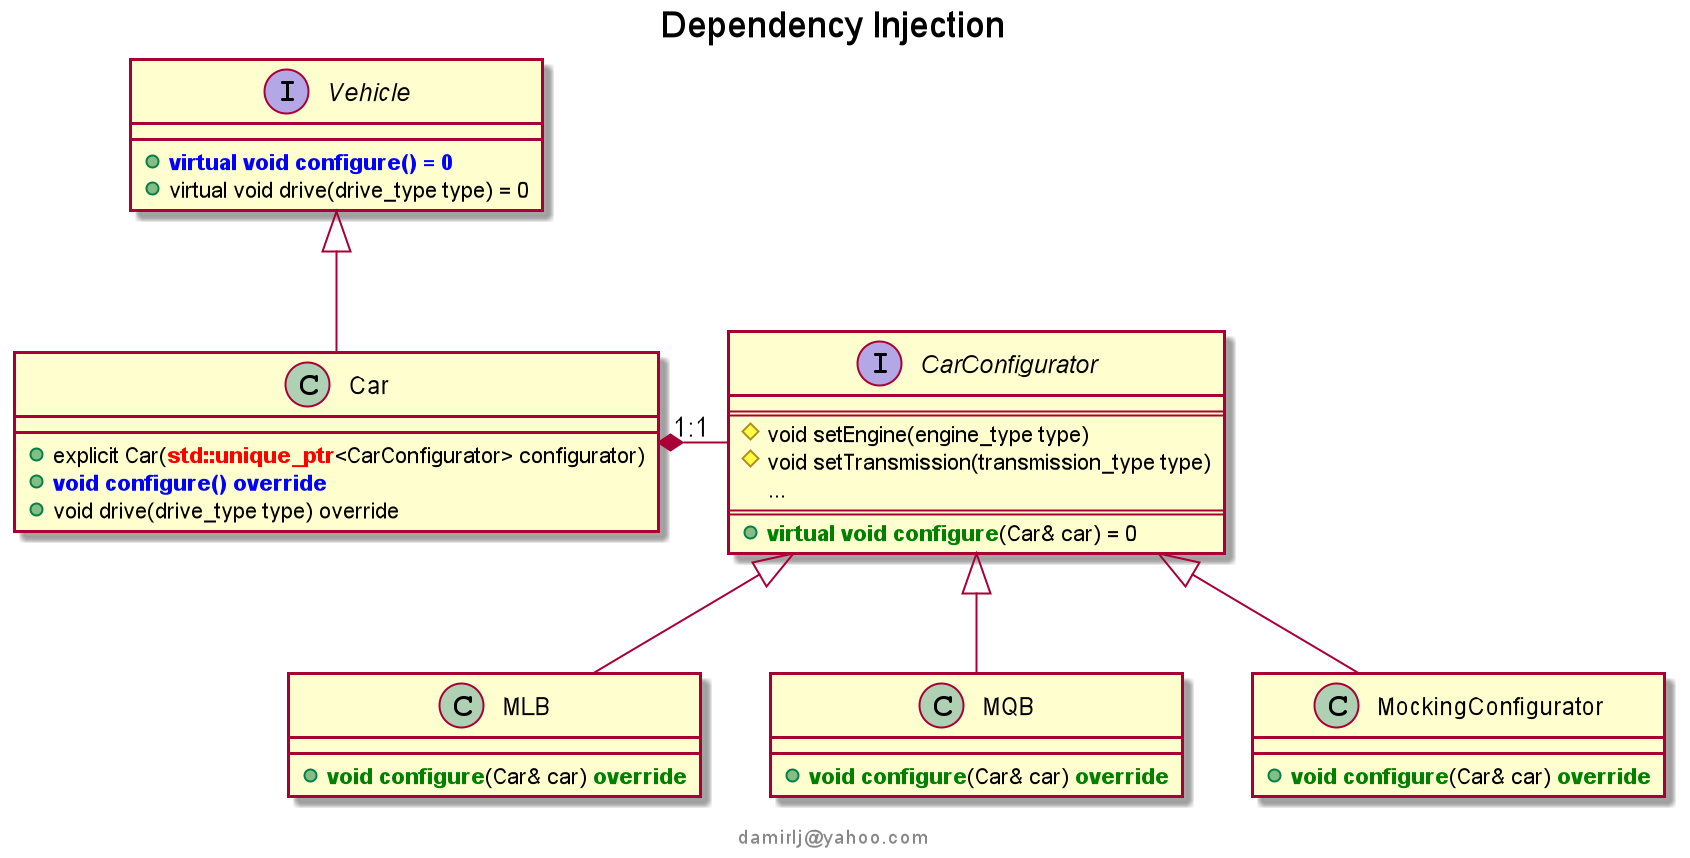 Dependency Injection
I Vehicle
virtual void configure() = 0
virtual void drive(drive_type type) = 0
C Car
explicit Car(std::unique_ptr<CarConfigurator> configurator)
void configure() override
void drive(drive_type type) override
1:1
I CarConfigurator
void setEngine(engine_type type)
void setTransmission(transmission_type type)
...
virtual void configure(Car& car) = 0
C MLB
void configure(Car& car) override
C MQB
void configure(Car& car) override
C MockingConfigurator
void configure(Car& car) override
damirlj@yahoo.com